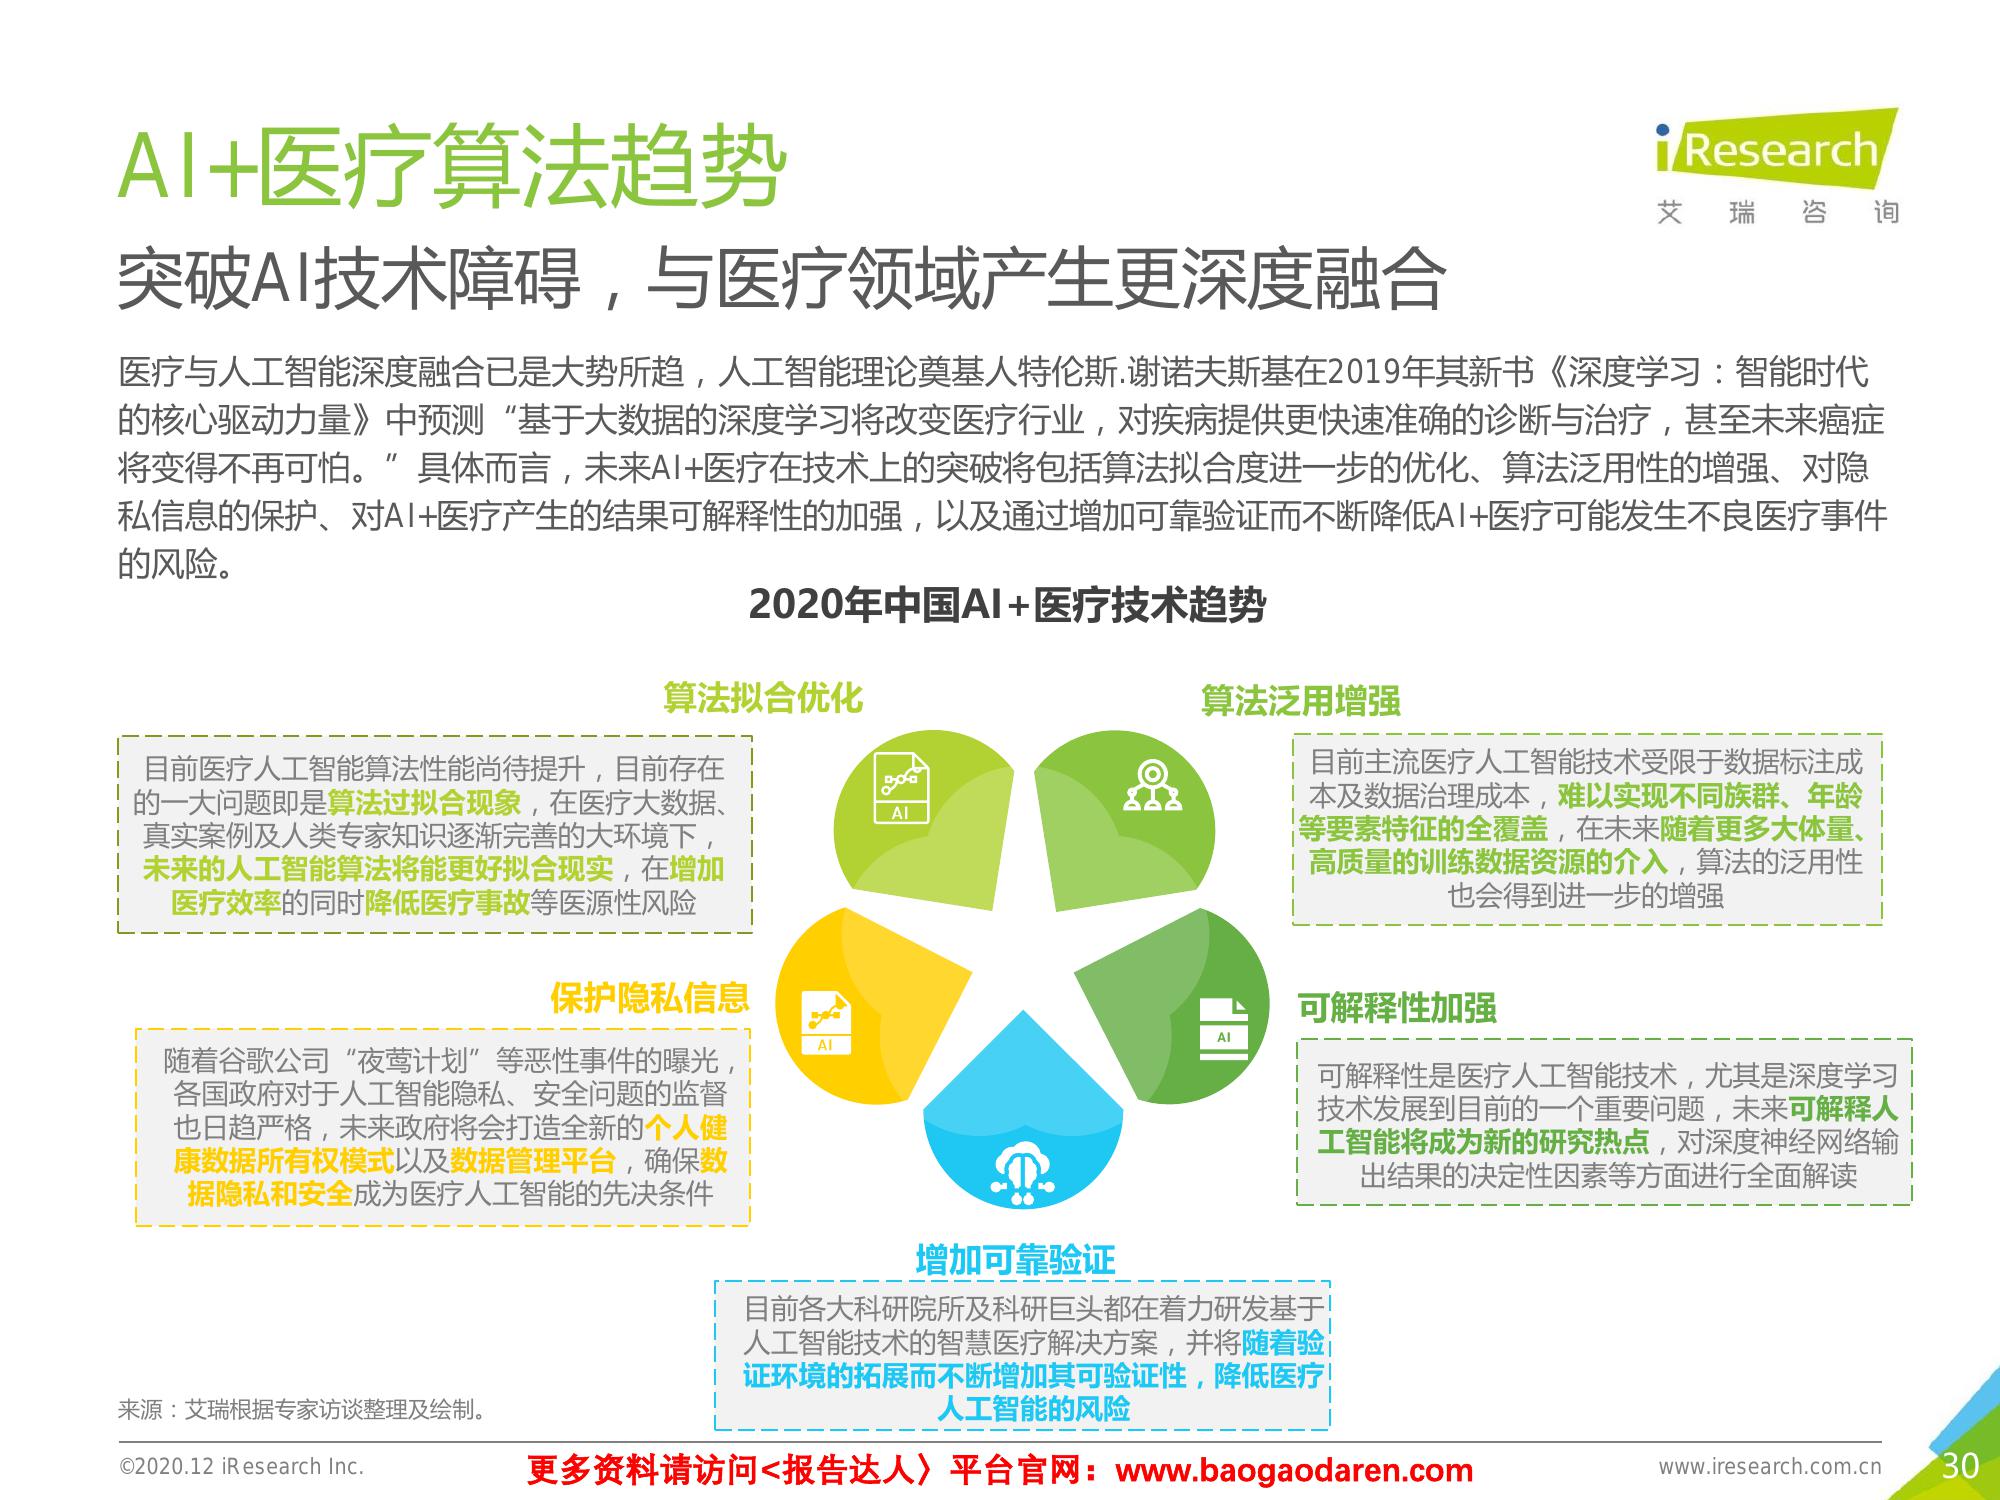 AI+医疗算法趋势
iResearch
艾瑞咨询
突破AI技术障碍，与医疗领域产生更深度融合
医疗与人工智能深度融合已是大势所趋，人工智能理论奠基人特伦斯.谢诺夫斯基在2019年其新书《深度学习：智能时代
的核心驱动力量》中预测“基于大数据的深度学习将改变医疗行业，对疾病提供更快速准确的诊断与治疗，甚至未来癌症
将变得不再可怕。”具体而言，未来AI+医疗在技术上的突破将包括算法拟合度进一步的优化、算法泛用性的增强、对隐
私信息的保护、对AI+医疗产生的结果可解释性的加强，以及通过增加可靠验证而不断降低AI+医疗可能发生不良医疗事件
的风险。
2020年中国AI+医疗技术趋势
算法拟合优化
目前医疗人工智能算法性能尚待提升，目前存在
的一大问题即是算法过拟合现象，在医疗大数据、
真实案例及人类专家知识逐渐完善的大环境下，
未来的人工智能算法将能更好拟合现实，在增加
医疗效率的同时降低医疗事故等医源性风险
算法泛用增强
目前主流医疗人工智能技术受限于数据标注成
本及数据治理成本，难以实现不同族群、年龄
等要素特征的全覆盖，在未来随着更多大体量、
高质量的训练数据资源的介入，算法的泛用性
也会得到进一步的增强
AI
AI
AI
保护隐私信息
随着谷歌公司“夜莺计划”等恶性事件的曝光，
各国政府对于人工智能隐私、安全问题的监督
也日趋严格，未来政府将会打造全新的个人健
康数据所有权模式以及数据管理平台，确保数
据隐私和安全成为医疗人工智能的先决条件
可解释性加强
可解释性是医疗人工智能技术，尤其是深度学习
技术发展到目前的一个重要问题，未来可解释人
工智能将成为新的研究热点，对深度神经网络输
出结果的决定性因素等方面进行全面解读
增加可靠验证
目前各大科研院所及科研巨头都在着力研发基于
人工智能技术的智慧医疗解决方案，并将随着验
证环境的拓展而不断增加其可验证性，降低医疗
人工智能的风险
来源：艾瑞根据专家访谈整理及绘制。
©2020.12 iResearch Inc.
更多资料请访问<报告达人〉平台官网：www.baogaodaren.com
www.iresearch.com.cn
30